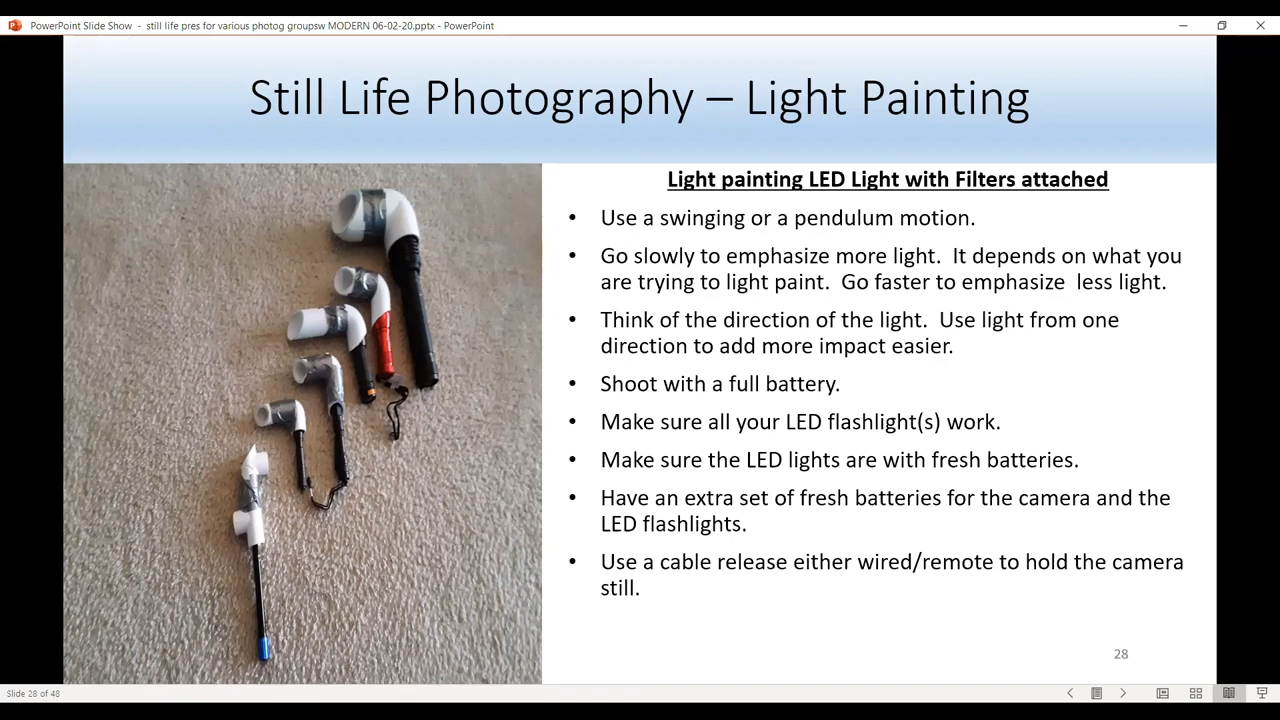 PowerPoint Slide Show - still life pres for various photog groupsw MODERN 06-02-20.pptx - PowerPoint
Still Life Photography – Light Painting
Light painting LED Light with Filters attached
• Use a swinging or a pendulum motion.
• Go slowly to emphasize more light.  It depends on what you
are trying to light paint.  Go faster to emphasize  less light.
• Think of the direction of the light.  Use light from one
direction to add more impact easier.
• Shoot with a full battery.
• Make sure all your LED flashlight(s) work.
• Make sure the LED lights are with fresh batteries.
• Have an extra set of fresh batteries for the camera and the
LED flashlights.
• Use a cable release either wired/remote to hold the camera
still.
28
Slide 28 of 48